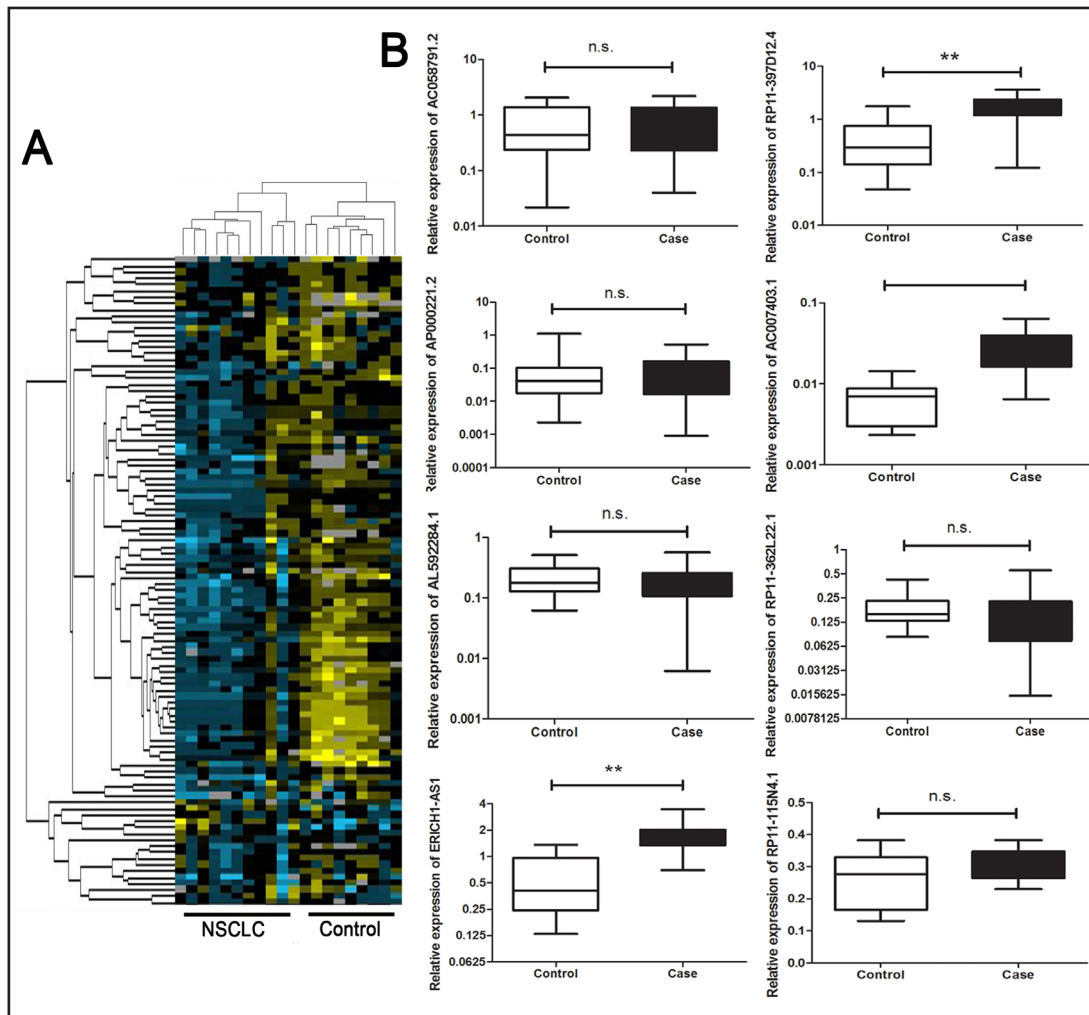 A
NSCLC
Control
B
Relative expression of AC058791.2
n.s.
10
1
0.1
0.01
Control
Case
Relative expression of RP11-397D12.4
**
10
1
0.1
0.01
Control
Case
Relative expression of AP000221.2
n.s.
10
1
0.1
0.01
0.001
0.0001
Control
Case
Relative expression of AC007403.1
0.1
0.01
0.001
Control
Case
Relative expression of AL592284.1
n.s.
1
0.1
0.01
0.001
Control
Case
Relative expression of RP11-362L22.1
n.s.
1
0.5
0.25
0.125
0.0625
0.03125
0.015625
0.0078125
Control
Case
Relative expression of ERICH1-AS1
**
4
2
1
0.5
0.25
0.125
0.0625
Control
Case
Relative expression of RP11-115N4.1
n.s.
0.5
0.4
0.3
0.2
0.1
0.0
Control
Case